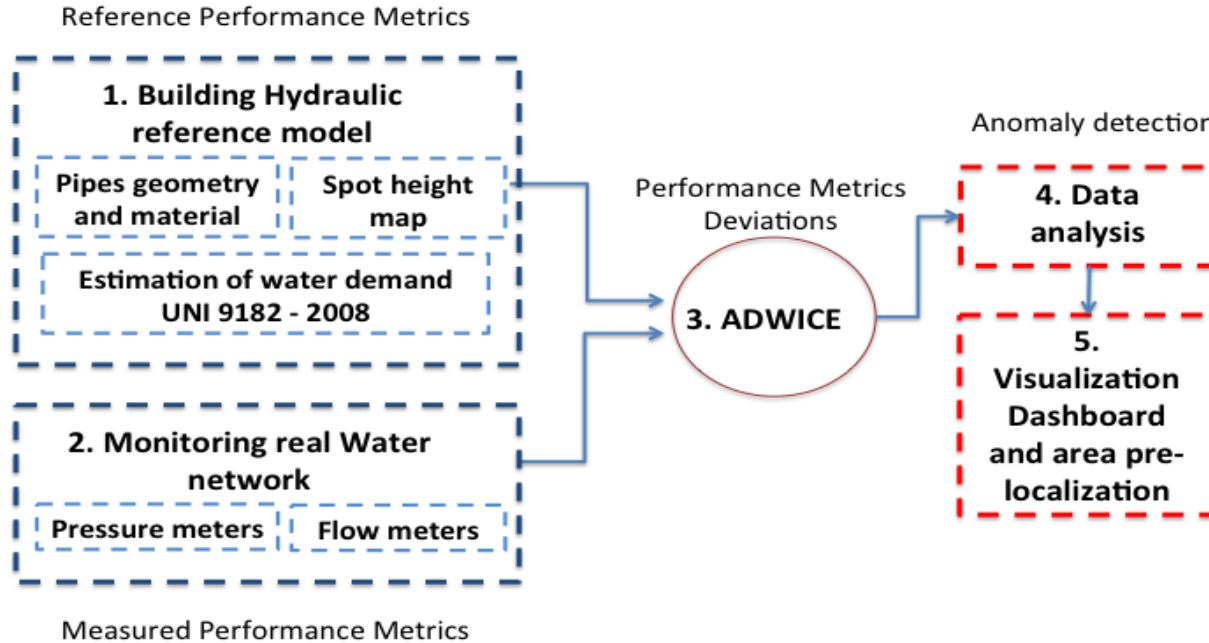 Reference Performance Metrics
1. Building Hydraulic
reference model
Pipes geometry
and material
Spot height
map
Estimation of water demand
UNI 9182 - 2008
2. Monitoring real Water
network
Pressure meters
Flow meters
Measured Performance Metrics
Performance Metrics
Deviations
3. ADWICE
Anomaly detection
4. Data
analysis
5.
Visualization
Dashboard
and area pre-
localization